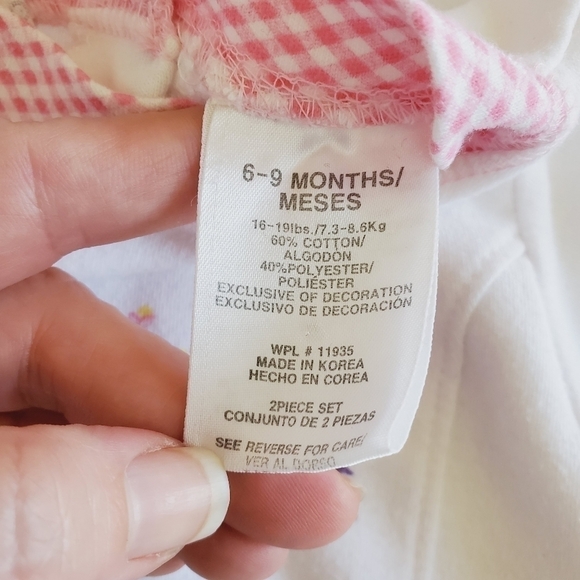 6-9 MONTHS/
MESES
16-19lbs./7.3-8.6Kg
60% COTTON/
ALGODÓN
40%POLYESTER/
POLIÉSTER
EXCLUSIVE OF DECORATION
EXCLUSIVO DE DECORACIÓN
WPL # 11935
MADE IN KOREA
HECHO EN COREA
2PIECE SET
CONJUNTO DE 2 PIEZAS
SEE REVERSE FOR CARE/
VER AL DORSO